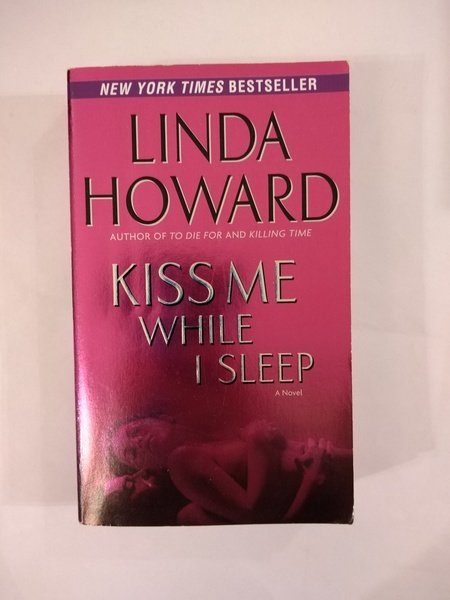 NEW YORK TIMES BESTSELLER
LINDA
HOWARD
AUTHOR OF TO DIE FOR AND KILLING TIME
KISS ME
WHILE
I SLEEP
A Novel